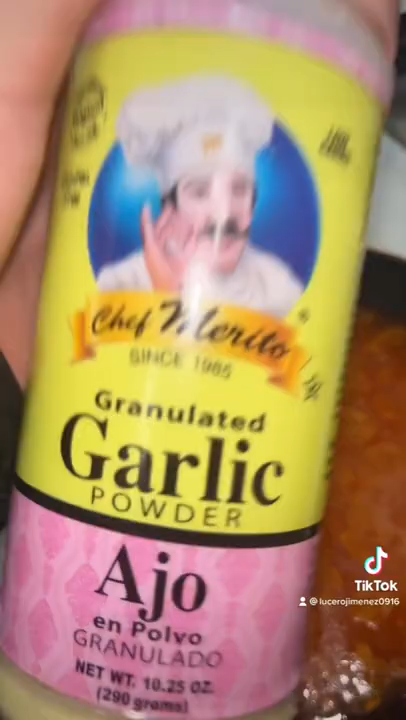 Chef Merito
®
SINCE 1985
Granulated
Garlic
POWDER
Ajo
en Polvo
GRANULADO
NET WT. 10.25 OZ.
(290 grams)
TikTok
@lucerojimenez0916